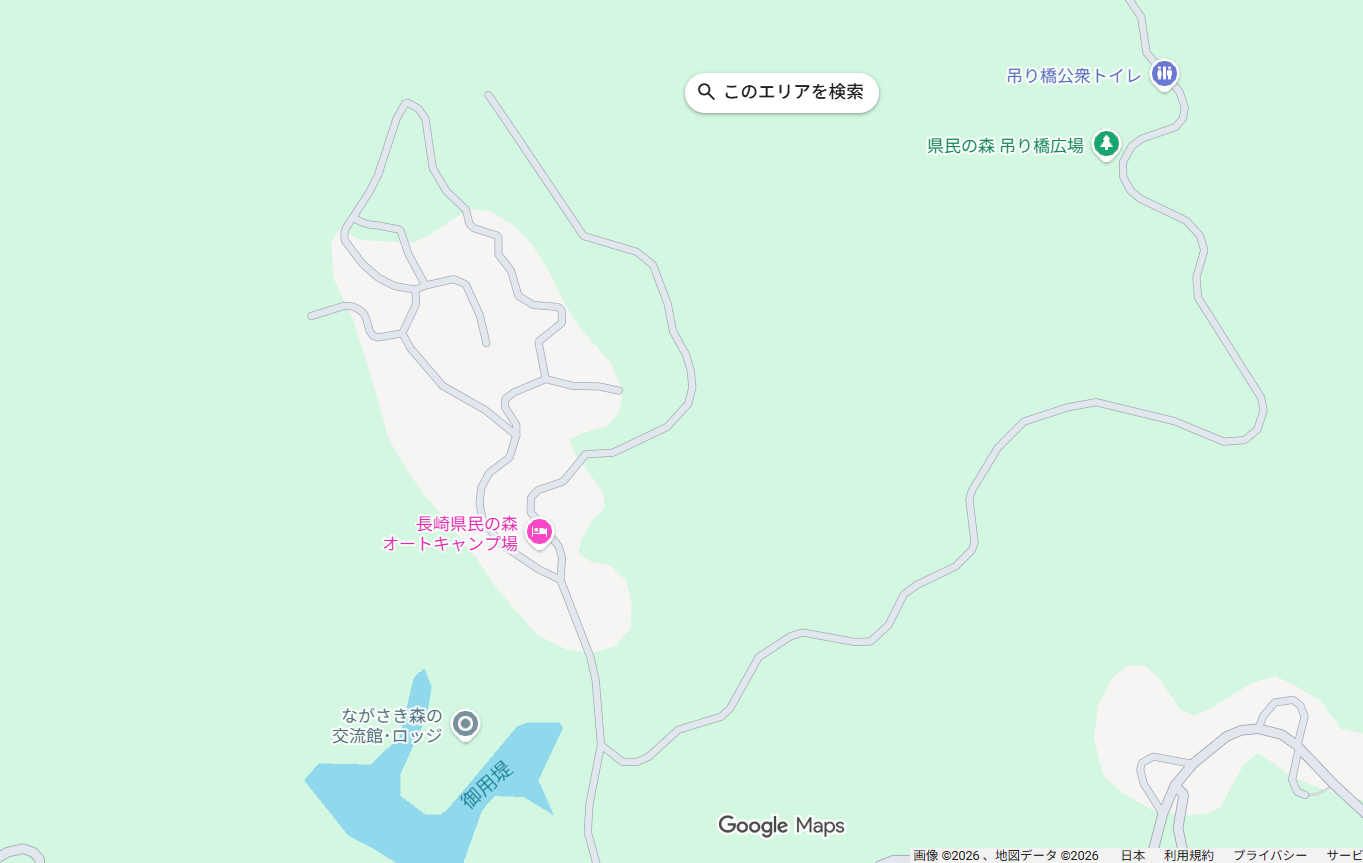 吊り橋公衆トイレ
このエリアを検索
県民の森 吊り橋広場
長崎県民の森
オートキャンプ場
ながさき森の
交流館･ロッジ
御用堤
Google Maps
画像 ©2026 、地図データ ©2026 日本 利用規約 プライバシー サービ